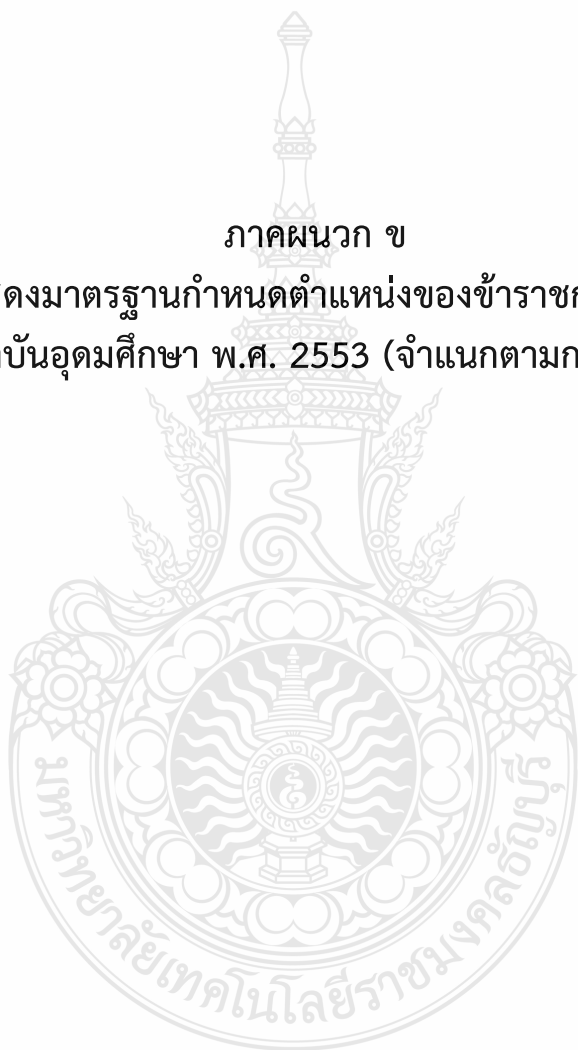 ภาคผนวก ข
ดงมาตรฐานกำหนดตำแหน่งของข้าราชก
บันอุดมศึกษา พ.ศ. 2553 (จำแนกตามก
มหาวิทยาลัยเทคโนโลยีราชมงคลธัญบุรี